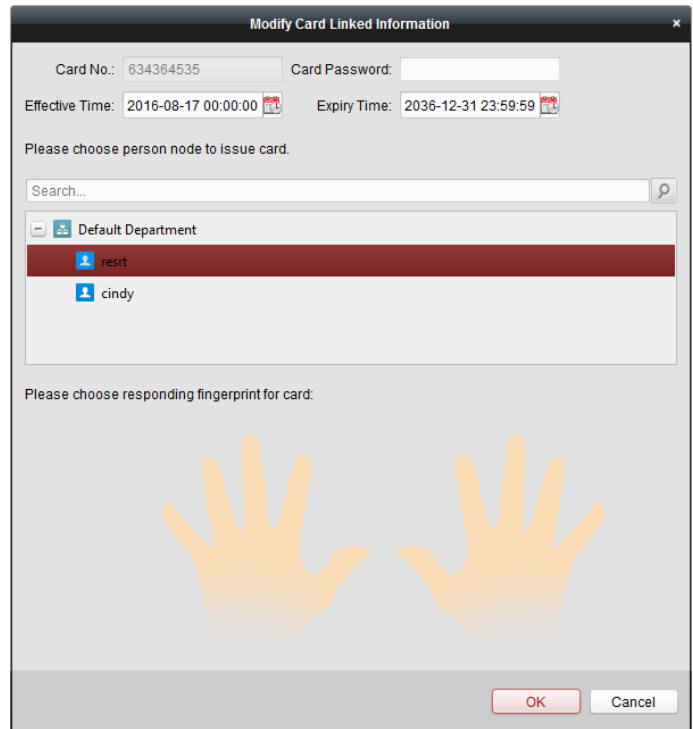 Modify Card Linked Information ×
Card No.: 634364535 Card Password:
Effective Time: 2016-08-17 00:00:00 Expiry Time: 2036-12-31 23:59:59
Please choose person node to issue card.
Search...
Default Department
resrt
cindy
Please choose responding fingerprint for card:
OK Cancel